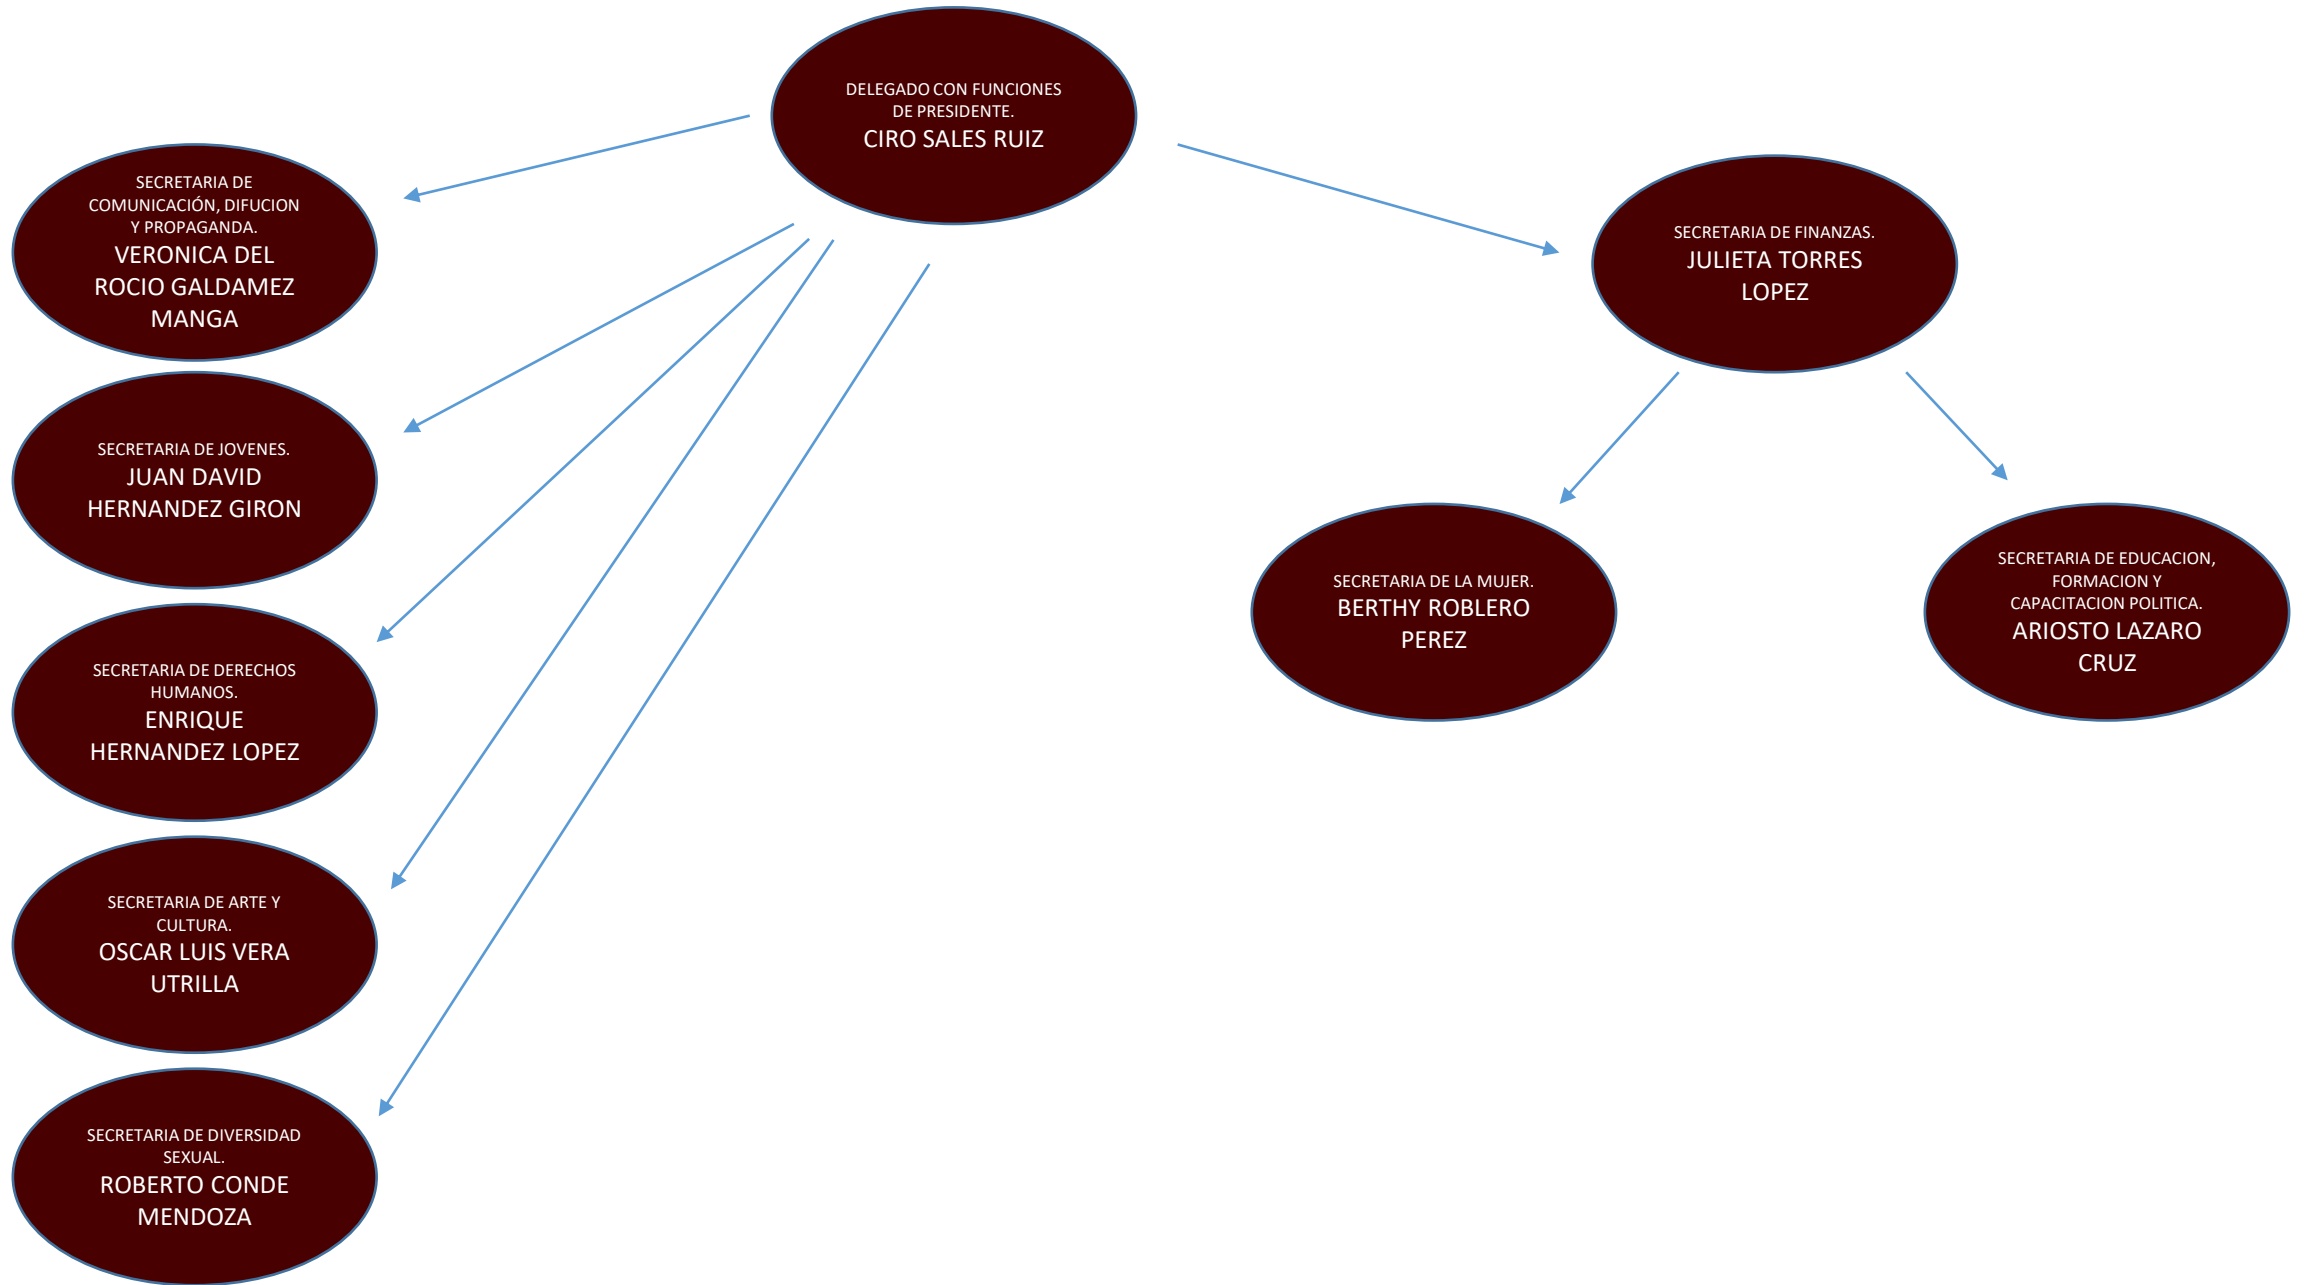 DELEGADO CON FUNCIONES
DE PRESIDENTE.
CIRO SALES RUIZ
SECRETARIA DE
COMUNICACIÓN, DIFUCION
Y PROPAGANDA.
VERONICA DEL
ROCIO GALDAMEZ
MANGA
SECRETARIA DE FINANZAS.
JULIETA TORRES
LOPEZ
SECRETARIA DE JOVENES.
JUAN DAVID
HERNANDEZ GIRON
SECRETARIA DE LA MUJER.
BERTHY ROBLERO
PEREZ
SECRETARIA DE EDUCACION,
FORMACION Y
CAPACITACION POLITICA.
ARIOSTO LAZARO
CRUZ
SECRETARIA DE DERECHOS
HUMANOS.
ENRIQUE
HERNANDEZ LOPEZ
SECRETARIA DE ARTE Y
CULTURA.
OSCAR LUIS VERA
UTRILLA
SECRETARIA DE DIVERSIDAD
SEXUAL.
ROBERTO CONDE
MENDOZA